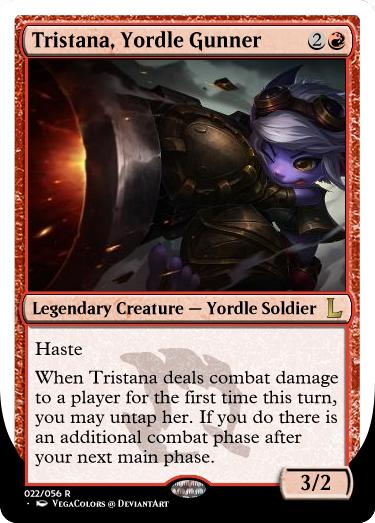 Tristana, Yordle Gunner 2
Legendary Creature — Yordle Soldier L
Haste
When Tristana deals combat damage
to a player for the first time this turn,
you may untap her. If you do there is
an additional combat phase after
your next main phase.
3/2
022/056 R
· VegaColors @ DeviantArt